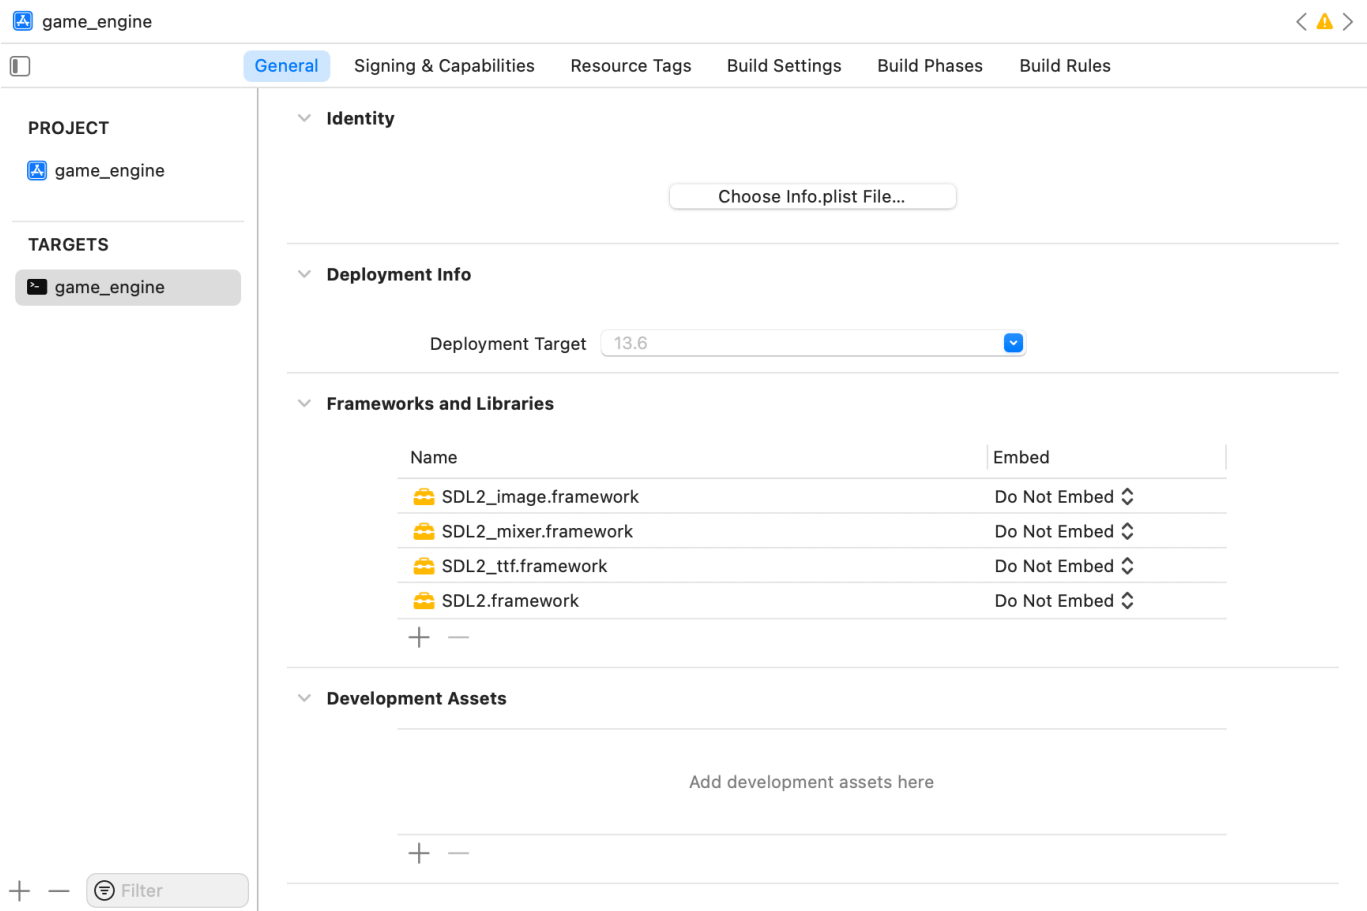 game_engine
General Signing & Capabilities Resource Tags Build Settings Build Phases Build Rules
PROJECT
game_engine
TARGETS
game_engine
Filter
Identity
Choose Info.plist File...
Deployment Info
Deployment Target 13.6
Frameworks and Libraries
Name Embed
SDL2_image.framework Do Not Embed
SDL2_mixer.framework Do Not Embed
SDL2_ttf.framework Do Not Embed
SDL2.framework Do Not Embed
Development Assets
Add development assets here